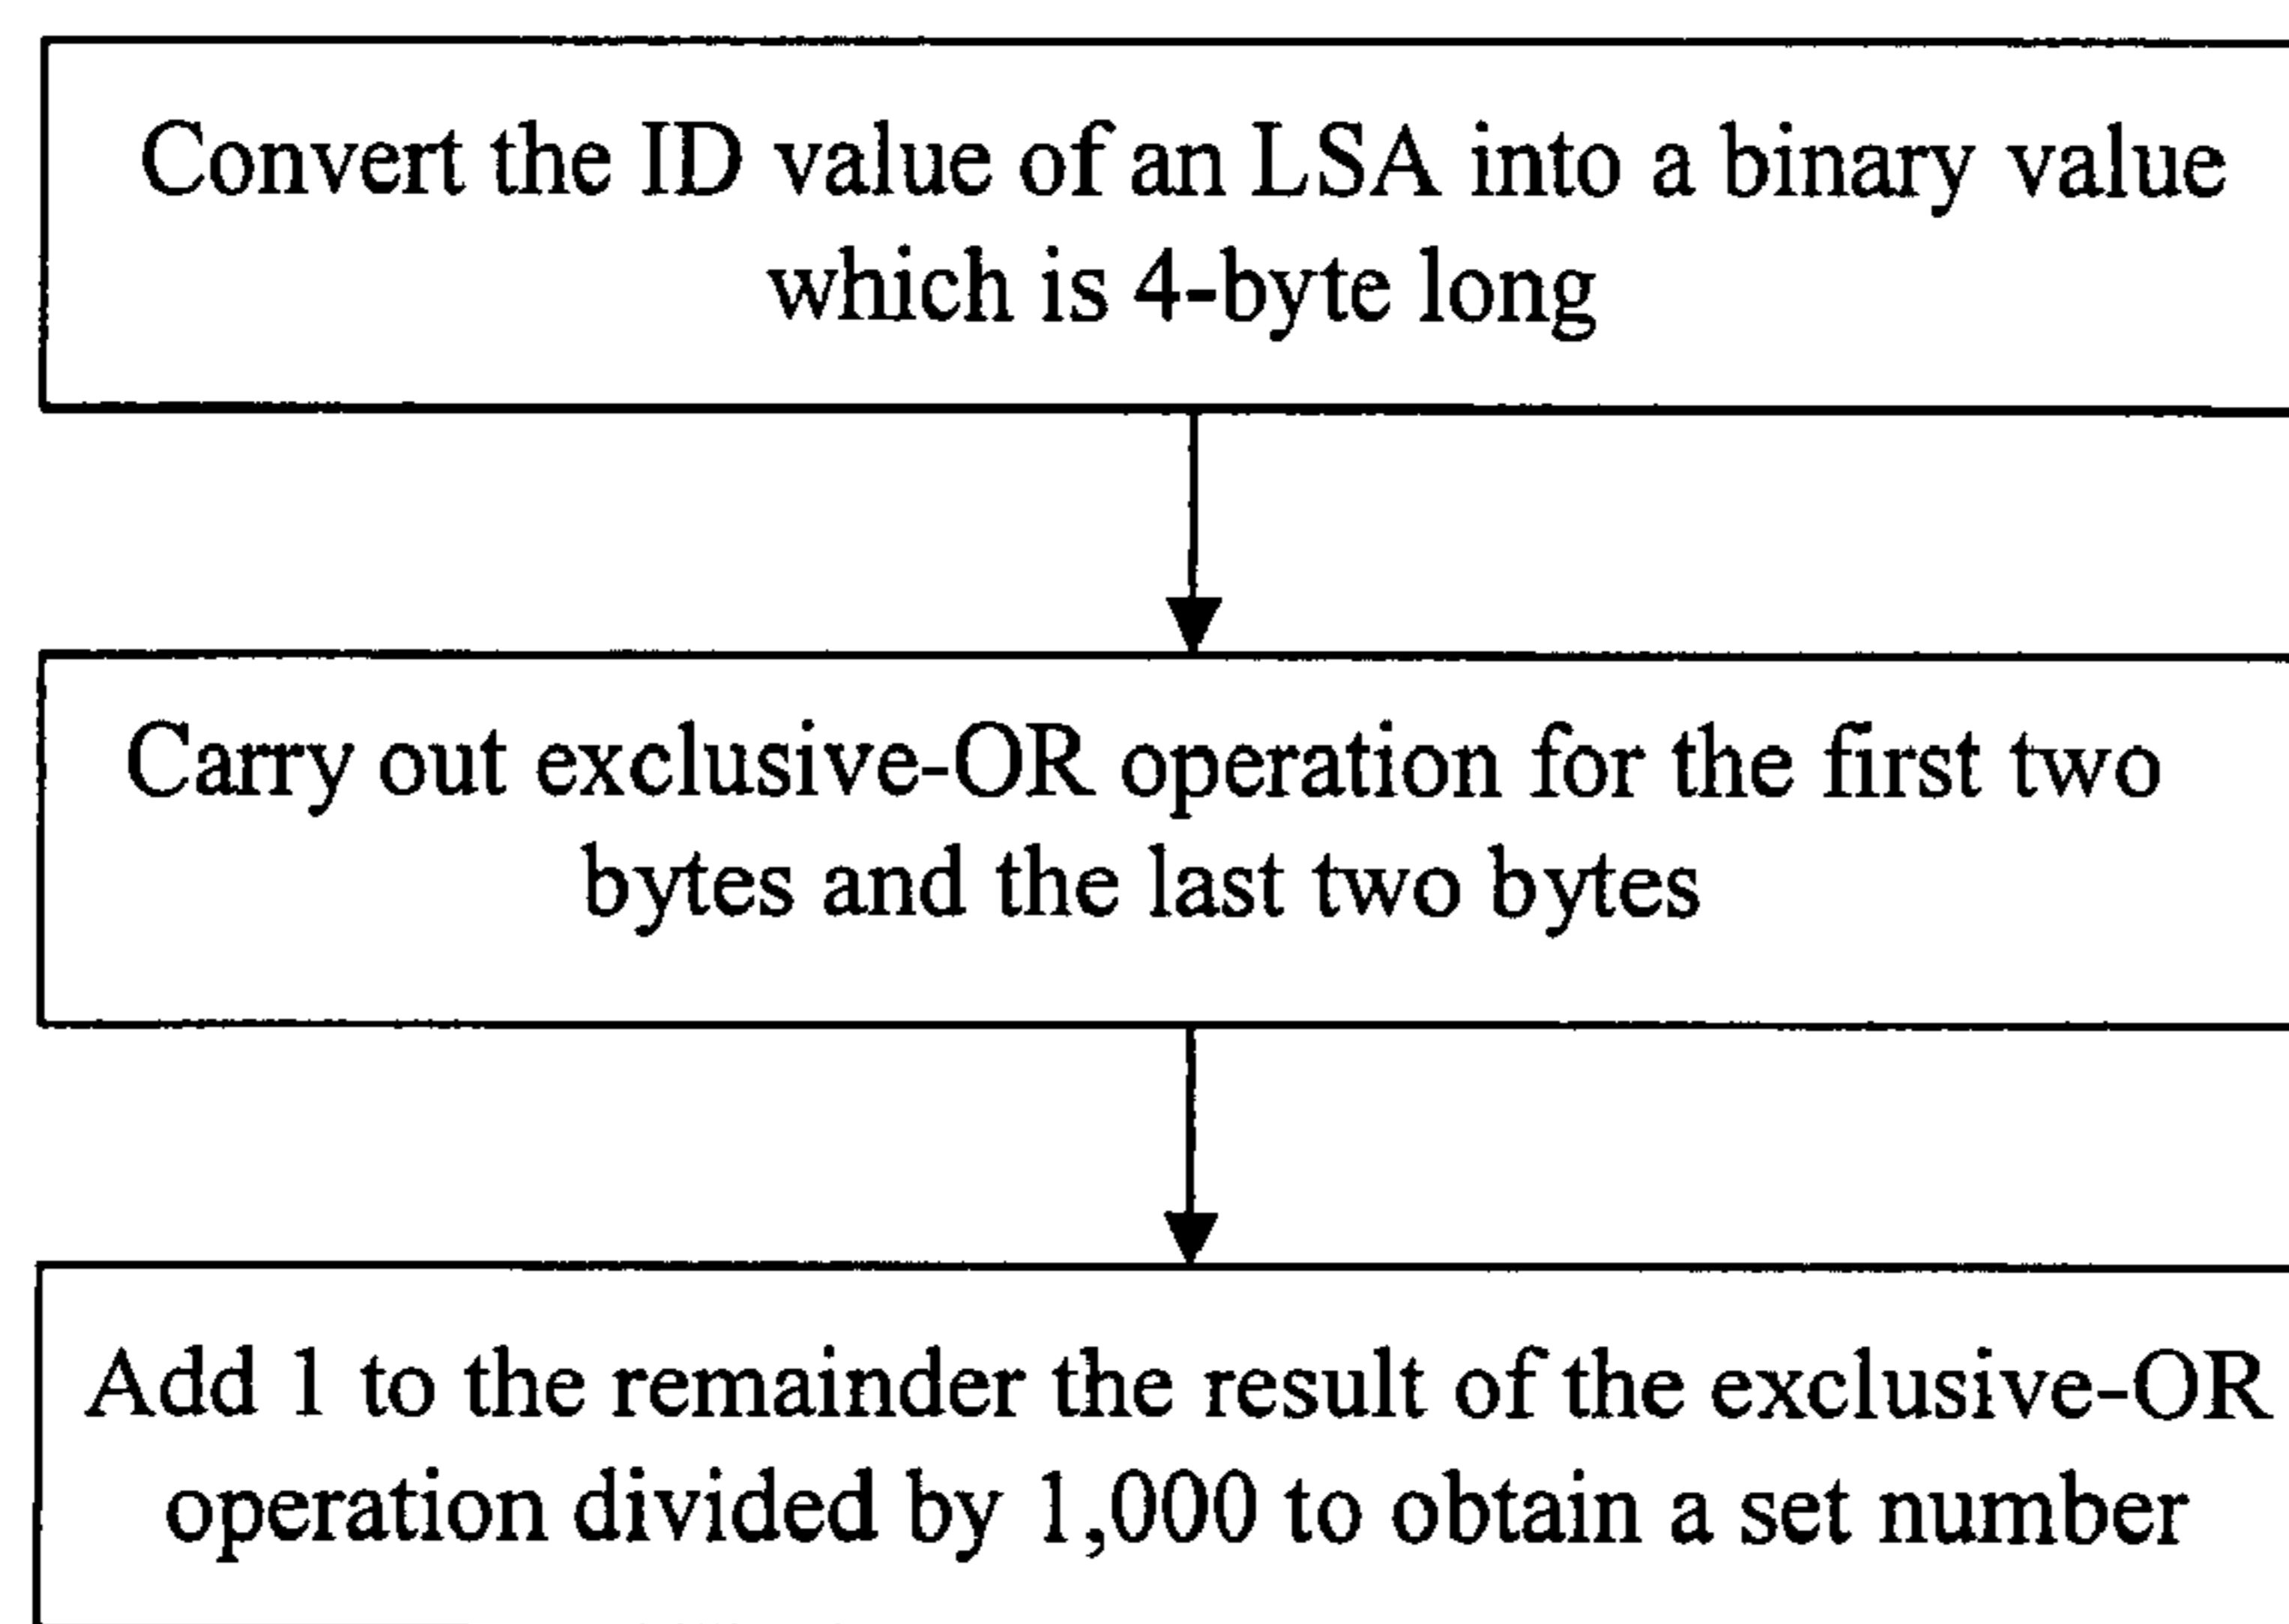 Convert the ID value of an LSA into a binary value
which is 4-byte long
Carry out exclusive-OR operation for the first two
bytes and the last two bytes
Add 1 to the remainder the result of the exclusive-OR
operation divided by 1,000 to obtain a set number